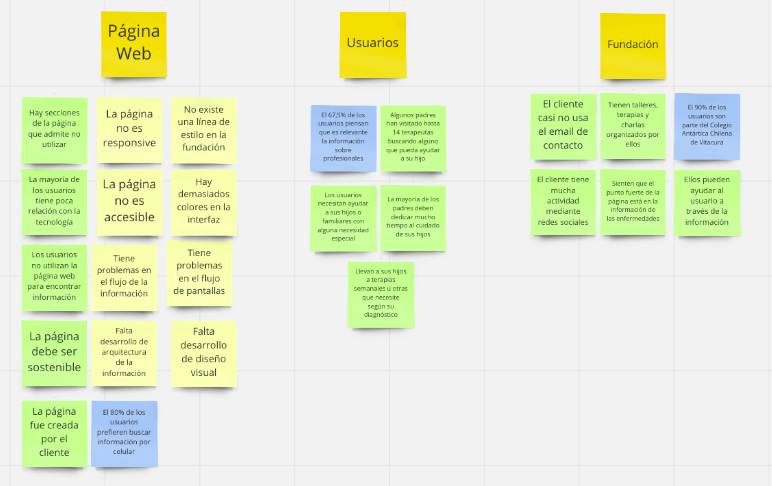 Página
Web
Hay secciones
de la página
que admite no
utilizar
La página
no es
responsive
No existe
una línea de
estilo en la
fundación
La mayoría de
los usuarios
tiene poca
relación con la
tecnología
La página
no es
accesible
Hay
demasiados
colores en la
interfaz
Los usuarios
no utilizan la
página web
para encontrar
información
Tiene
problemas en
el flujo de la
información
Tiene
problemas
en el flujo
de pantallas
La página
debe ser
sostenible
Falta
desarrollo de
arquitectura
de la
información
Falta
desarrollo
de diseño
visual
La página
fue creada
por el
cliente
El 80% de los
usuarios
prefieren buscar
información por
celular
Usuarios
El 67,5% de los
usuarios piensan
que es relevante
la información
sobre
profesionales
Algunos padres
han visitado hasta
14 terapeutas
buscando alguno
que pueda ayudar
a su hijo
Los usuarios
necesitan ayudar
a sus hijos o
familiares con
alguna necesidad
especial
La mayoría de los
padres deben
dedicar mucho
tiempo al cuidado
de sus hijos
Llevan a sus hijos
a terapias
semanales u otras
que necesite
según su
diagnóstico
Fundación
El cliente
casi no usa
el email de
contacto
Tienen talleres,
terapias y
charlas
organizados por
ellos
El 90% de los
usuarios son
parte del Colegio
Antártica Chilena
de Vitacura
El cliente tiene
mucha
actividad
mediante
redes sociales
Sienten que el
punto fuerte de la
página está en la
información de
las enfermedades
Ellos pueden
ayudar al
usuario a
través de la
información